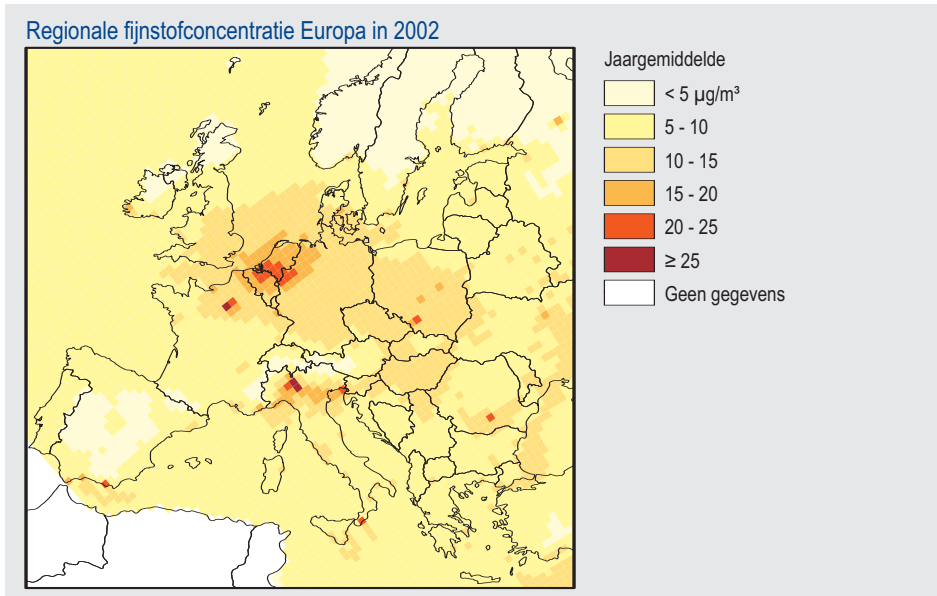 Regionale fijnstofconcentratie Europa in 2002
Jaargemiddelde
< 5 µg/m³
5 - 10
10 - 15
15 - 20
20 - 25
≥ 25
Geen gegevens